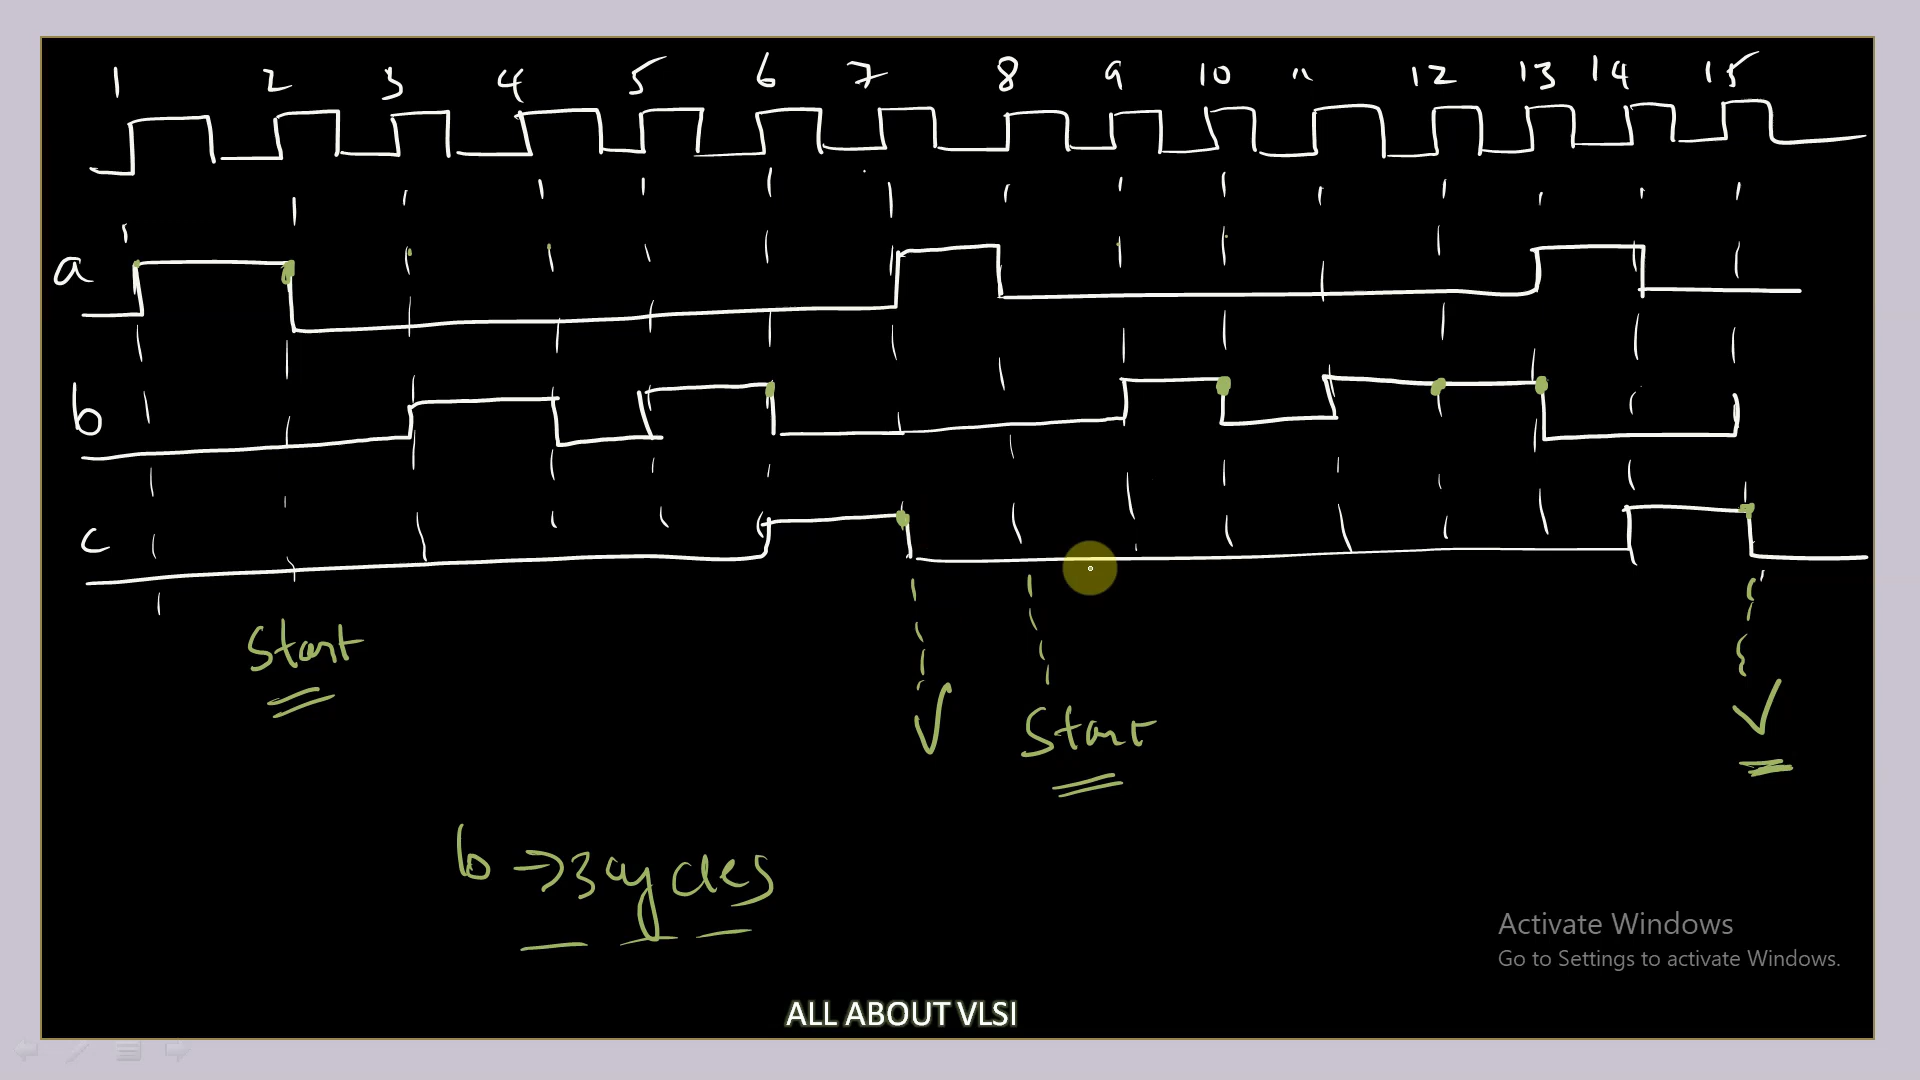 1 2 3 4 5 6 7 8 9 10 11 12 13 14 15
a
b
c
Start
Start
b → 3 cycles
Activate Windows
Go to Settings to activate Windows.
ALL ABOUT VLSI